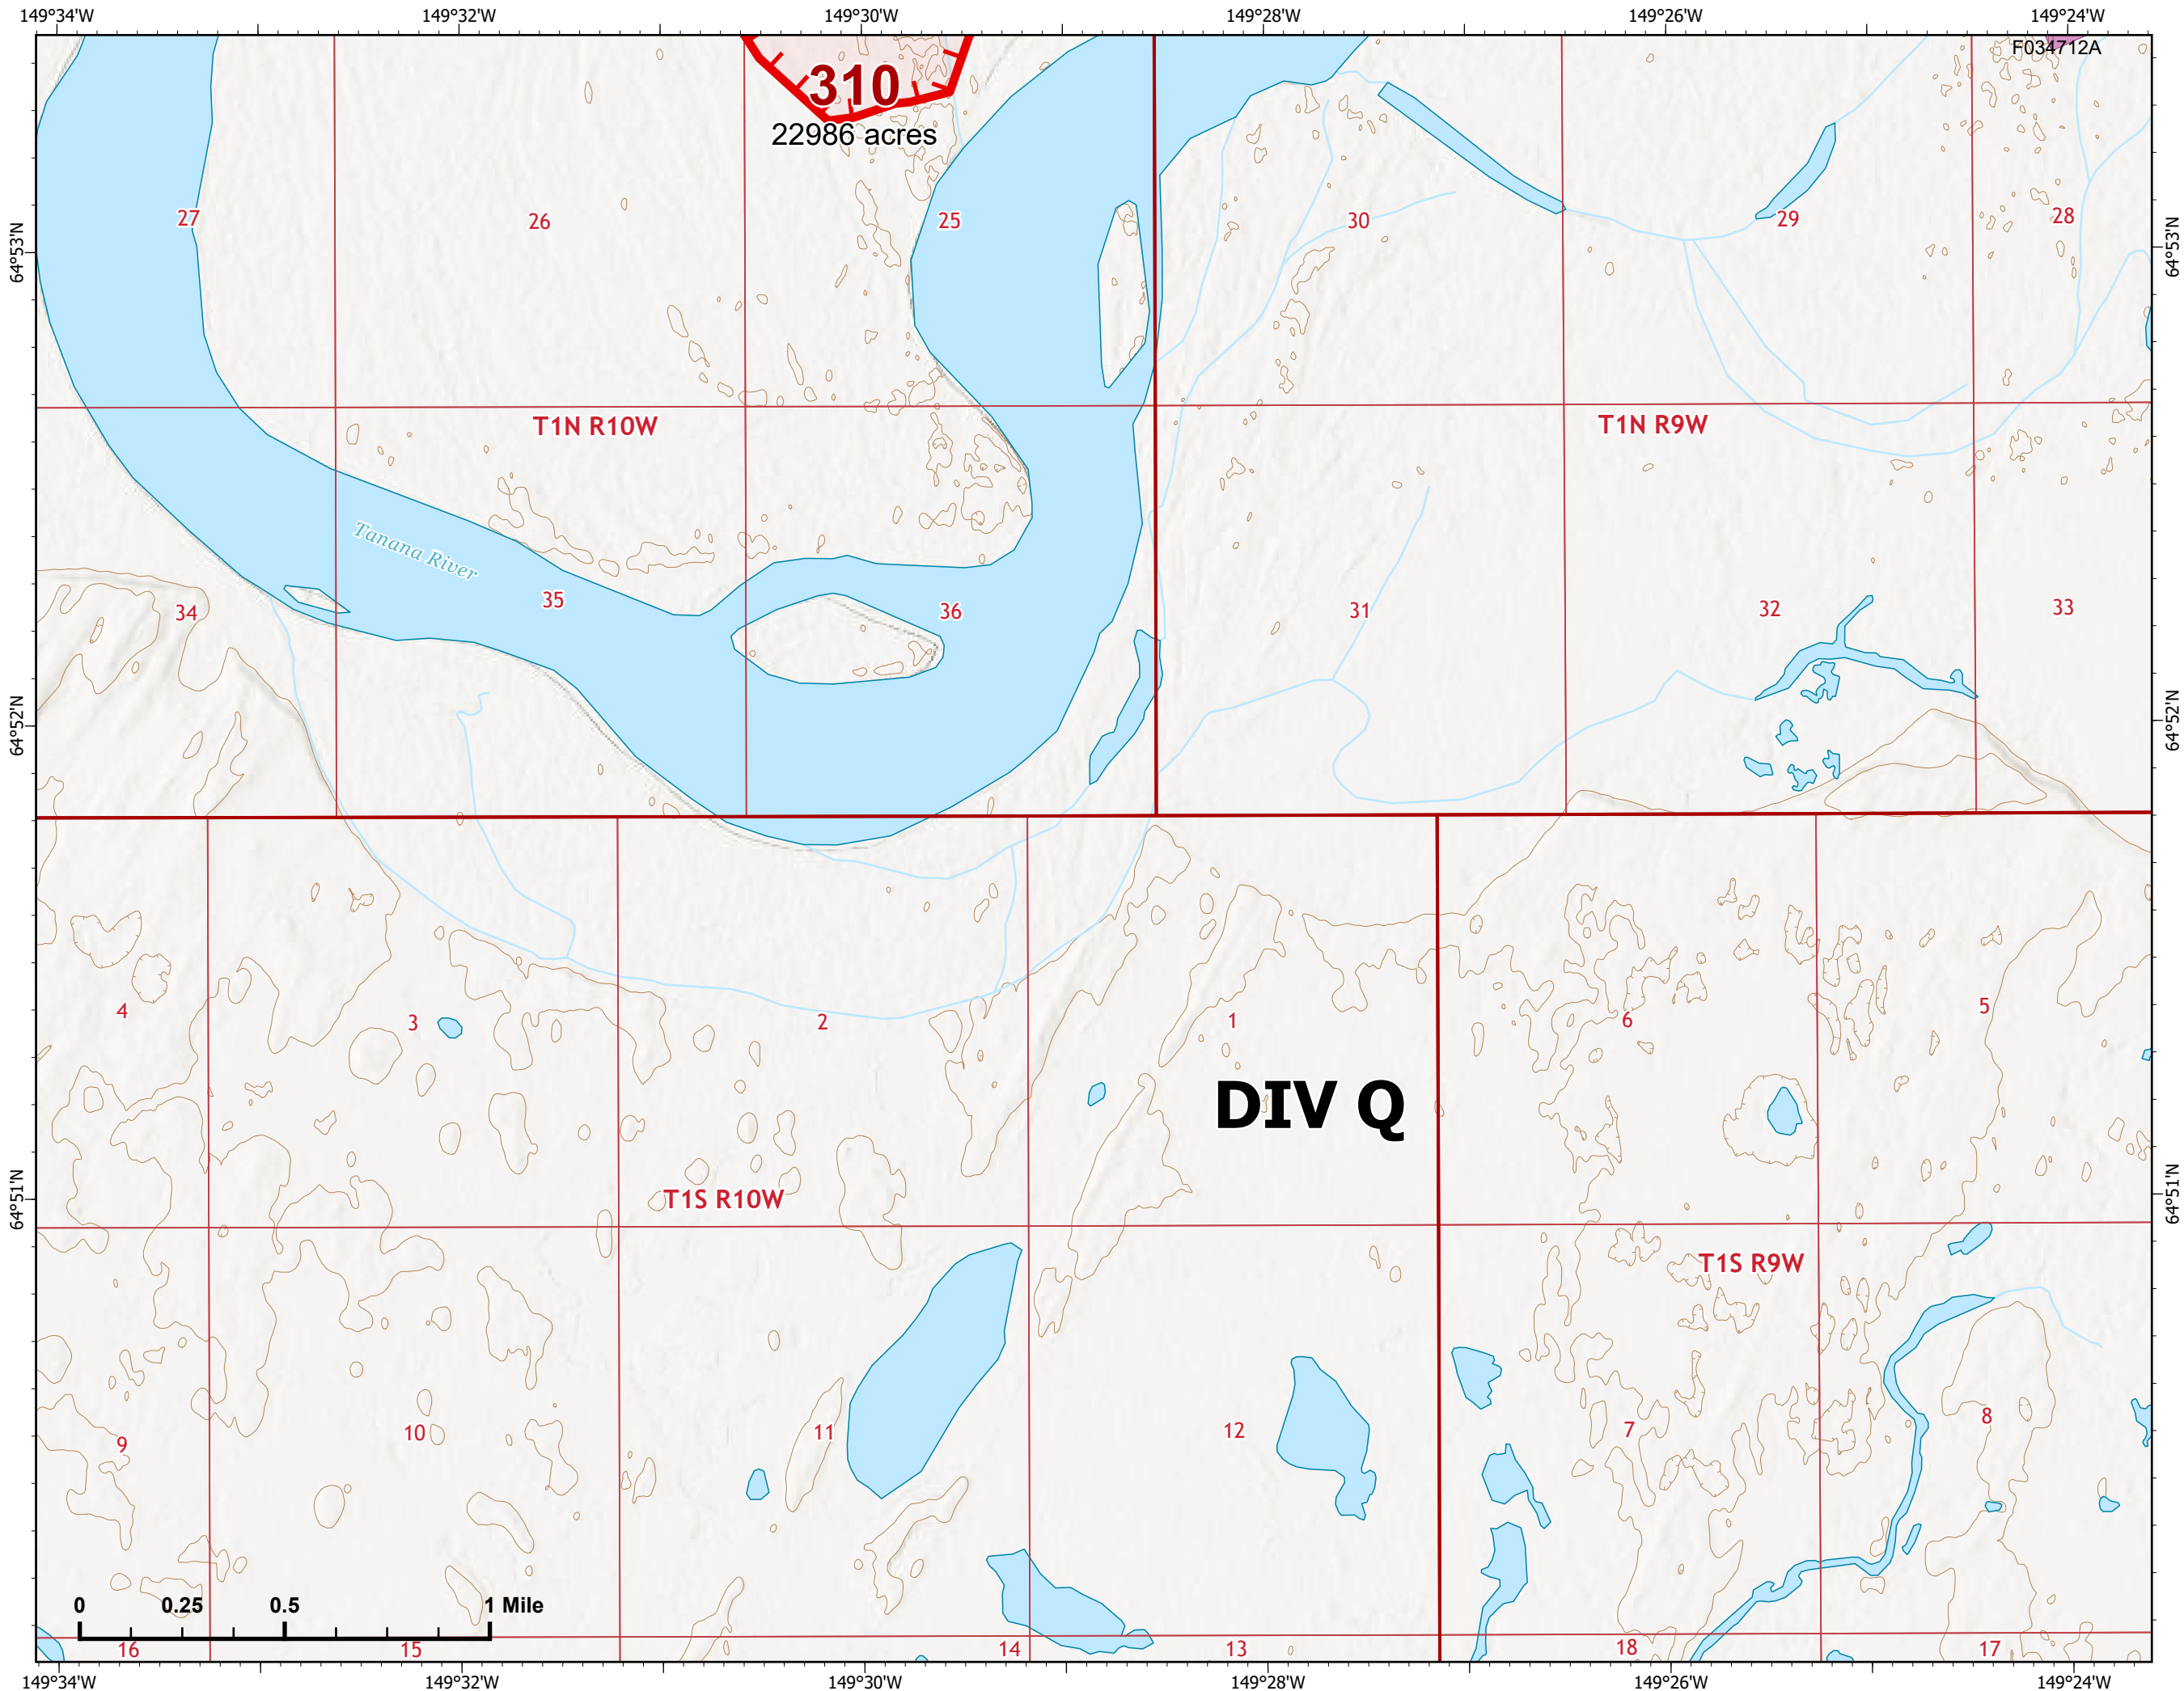 149°34'W 149°32'W 149°30'W 149°28'W 149°26'W 149°24'W
F034712A
310
22986 acres
27 26 25 30 29 28
64°53'N 64°53'N
T1N R10W T1N R9W
Tanana River
34 35 36 31 32 33
64°52'N 64°52'N
4 3 2 1 6 5
DIV Q
64°51'N 64°51'N
T1S R10W
T1S R9W
9 10 11 12 7 8
0 0.25 0.5 1 Mile
16 15 14 13 18 17
149°34'W 149°32'W 149°30'W 149°28'W 149°26'W 149°24'W